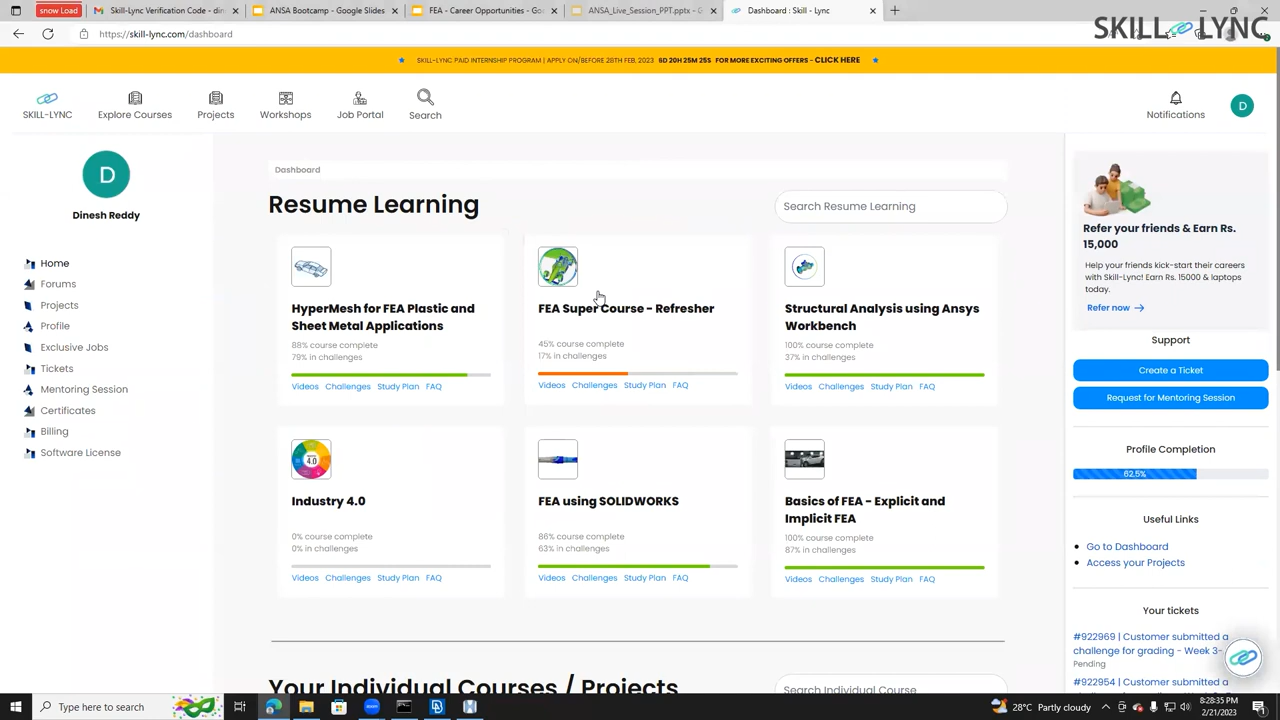 snow Load
Skill-Lync Verification Code - din
ANSA Bootcamp - Google Slides
FEA - Career Opportunities - Go
ANSA_Live_Session_PPT.pptx - G
Dashboard | Skill - Lync
https://skill-lync.com/dashboard
SKILL LYNC
SKILL-LYNC PAID INTERNSHIP PROGRAM | APPLY ON/BEFORE 28TH FEB, 2023 6D 20H 25M 25S FOR MORE EXCITING OFFERS - CLICK HERE
SKILL-LYNC
Explore Courses
Projects
Workshops
Job Portal
Search
Notifications
D
D
Dinesh Reddy
Home
Forums
Projects
Profile
Exclusive Jobs
Tickets
Mentoring Session
Certificates
Billing
Software License
Dashboard
Resume Learning
Search Resume Learning
HyperMesh for FEA Plastic and
Sheet Metal Applications
88% course complete
79% in challenges
Videos Challenges Study Plan FAQ
FEA Super Course - Refresher
45% course complete
17% in challenges
Videos Challenges Study Plan FAQ
Structural Analysis using Ansys
Workbench
100% course complete
37% in challenges
Videos Challenges Study Plan FAQ
4.0
Industry 4.0
0% course complete
0% in challenges
Videos Challenges Study Plan FAQ
FEA using SOLIDWORKS
86% course complete
63% in challenges
Videos Challenges Study Plan FAQ
Basics of FEA - Explicit and
Implicit FEA
100% course complete
87% in challenges
Videos Challenges Study Plan FAQ
Your Individual Courses / Projects
Search Individual Course
Refer your friends & Earn Rs.
15,000
Help your friends kick-start their careers
with Skill-Lync! Earn Rs. 15000 & laptops
today.
Refer now
Support
Create a Ticket
Request for Mentoring Session
Profile Completion
62.5%
Useful Links
Go to Dashboard
Access your Projects
Your tickets
#922969 | Customer submitted a
challenge for grading - Week 3-
Pending
#922954 | Customer submitted a
Type here to search
28°C Partly cloudy
8:28:35 PM
2/21/2023